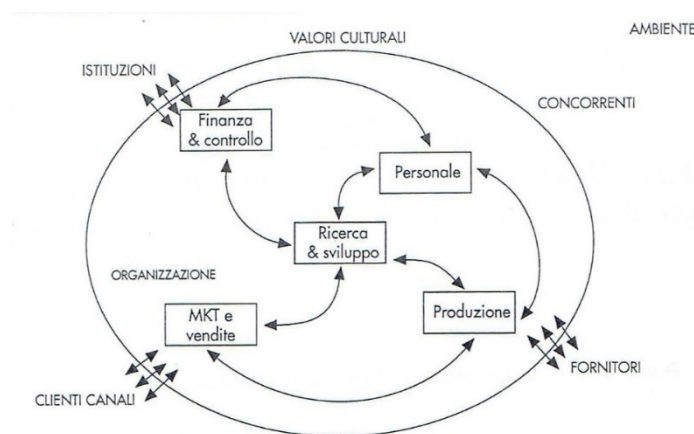 VALORI CULTURALI
AMBIENTE
ISTITUZIONI
CONCORRENTI
Finanza
& controllo
Personale
Ricerca
& sviluppo
ORGANIZZAZIONE
MKT e
vendite
Produzione
FORNITORI
CLIENTI CANALI